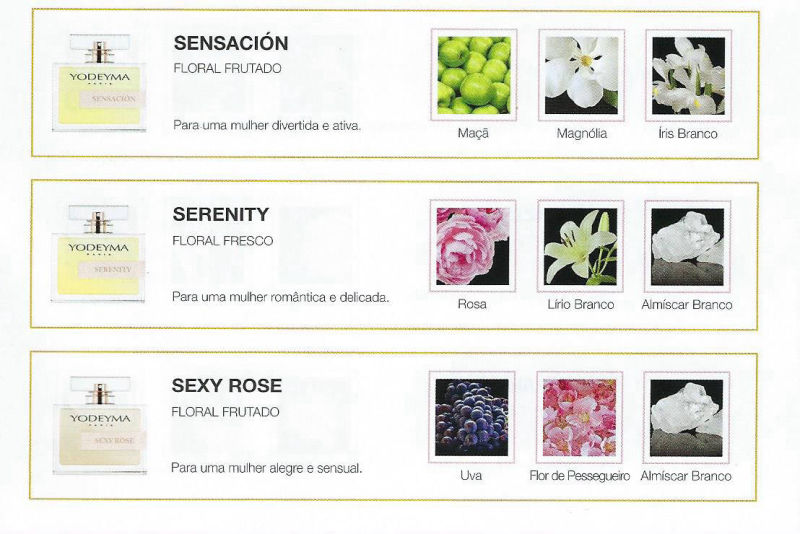 SENSACIÓN
FLORAL FRUTADO
YODEYMA
PARIS
SENSACIÓN
Para uma mulher divertida e ativa.
Maçã
Magnólia
Íris Branco
SERENITY
FLORAL FRESCO
YODEYMA
PARIS
SERENITY
Para uma mulher romântica e delicada.
Rosa
Lírio Branco
Almíscar Branco
SEXY ROSE
FLORAL FRUTADO
YODEYMA
PARIS
SEXY ROSE
Para uma mulher alegre e sensual.
Uva
Flor de Pessegueiro
Almíscar Branco